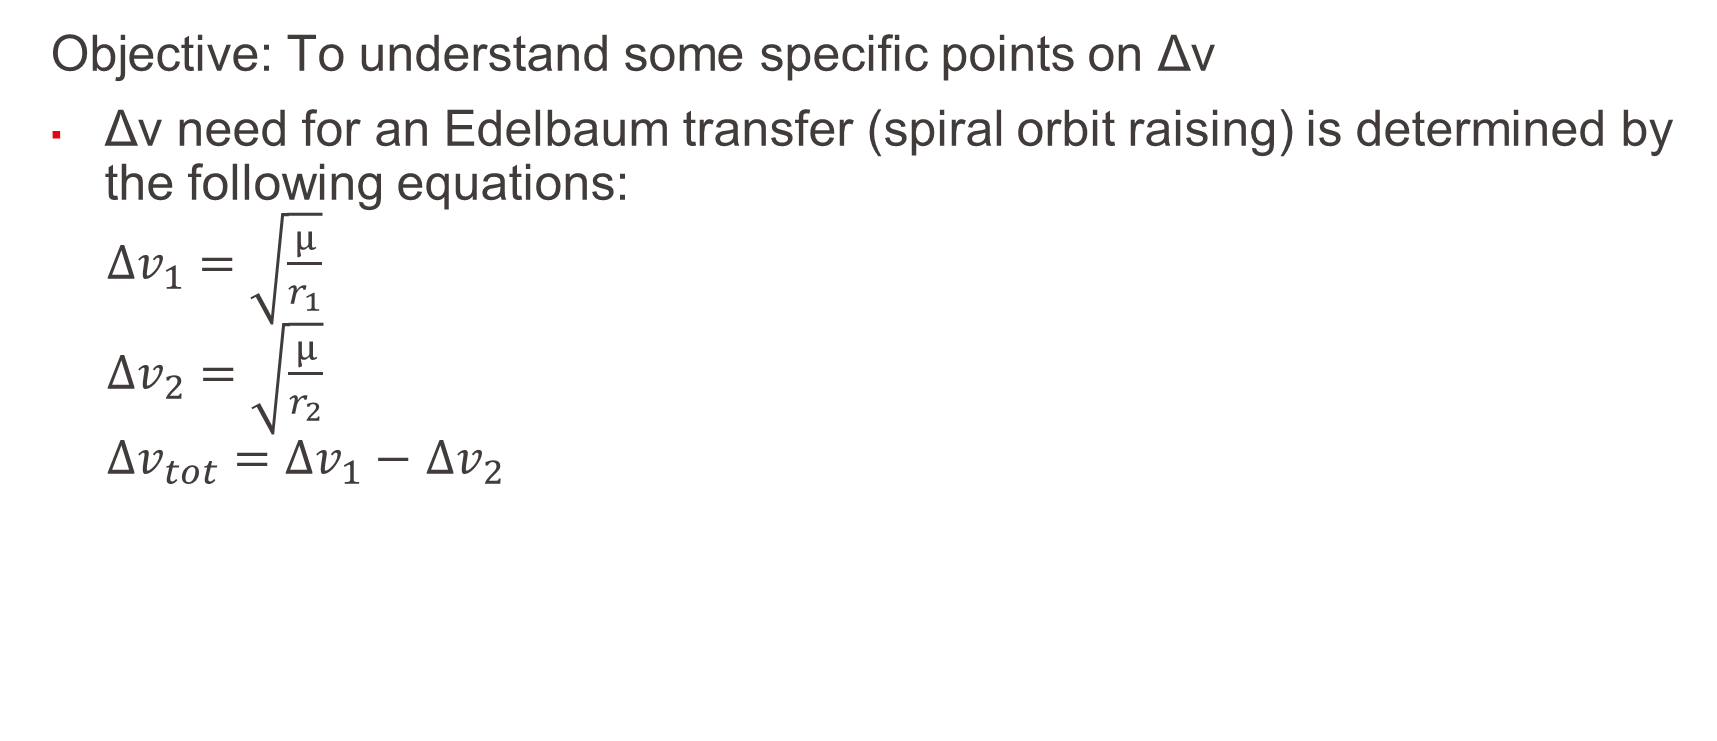 Objective: To understand some specific points on Δv
▪ Δv need for an Edelbaum transfer (spiral orbit raising) is determined by
the following equations:
Δv₁ = √(μ/r₁)
Δv₂ = √(μ/r₂)
Δvₜₒₜ = Δv₁ − Δv₂